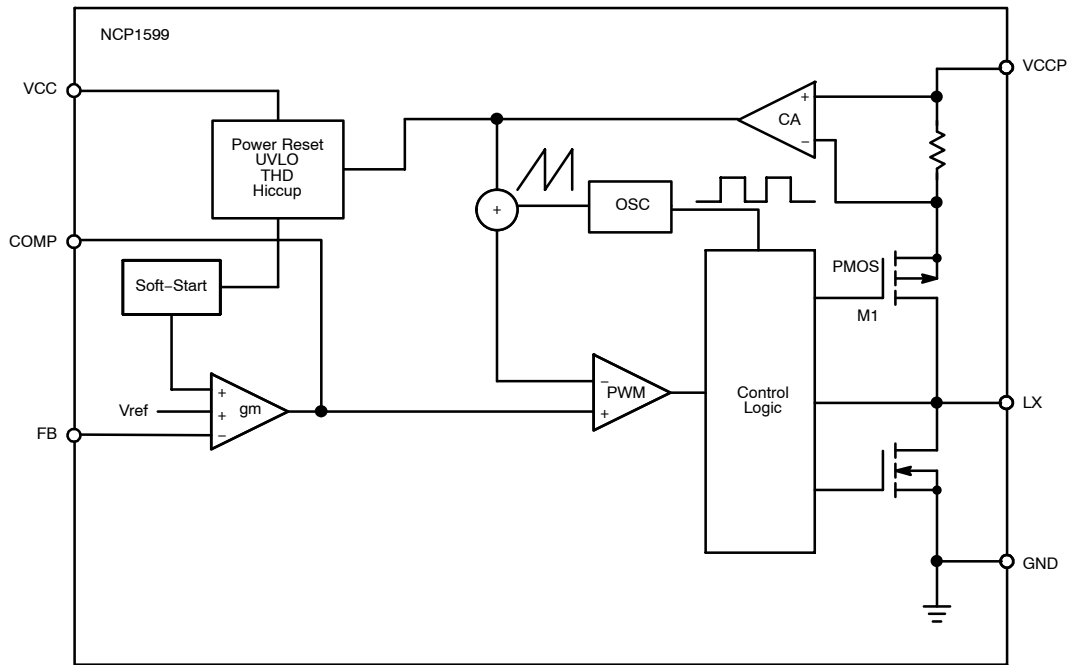 NCP1599
VCC
VCCP
Power Reset
UVLO
THD
Hiccup
+
CA
−
+
OSC
COMP
Soft−Start
PMOS
M1
Control
Logic
−
PWM
+
+
gm
Vref
+
−
FB
LX
GND